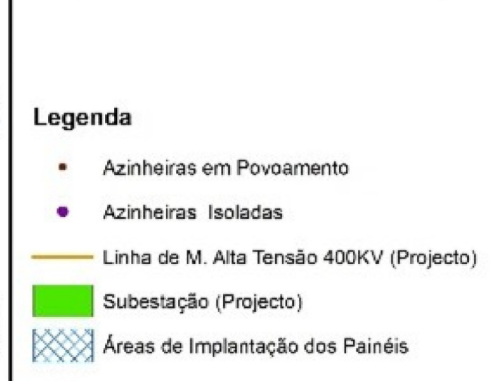 Legenda
Azinheiras em Povoamento
Azinheiras Isoladas
Linha de M. Alta Tensão 400KV (Projecto)
Subestação (Projecto)
Áreas de Implantação dos Painéis